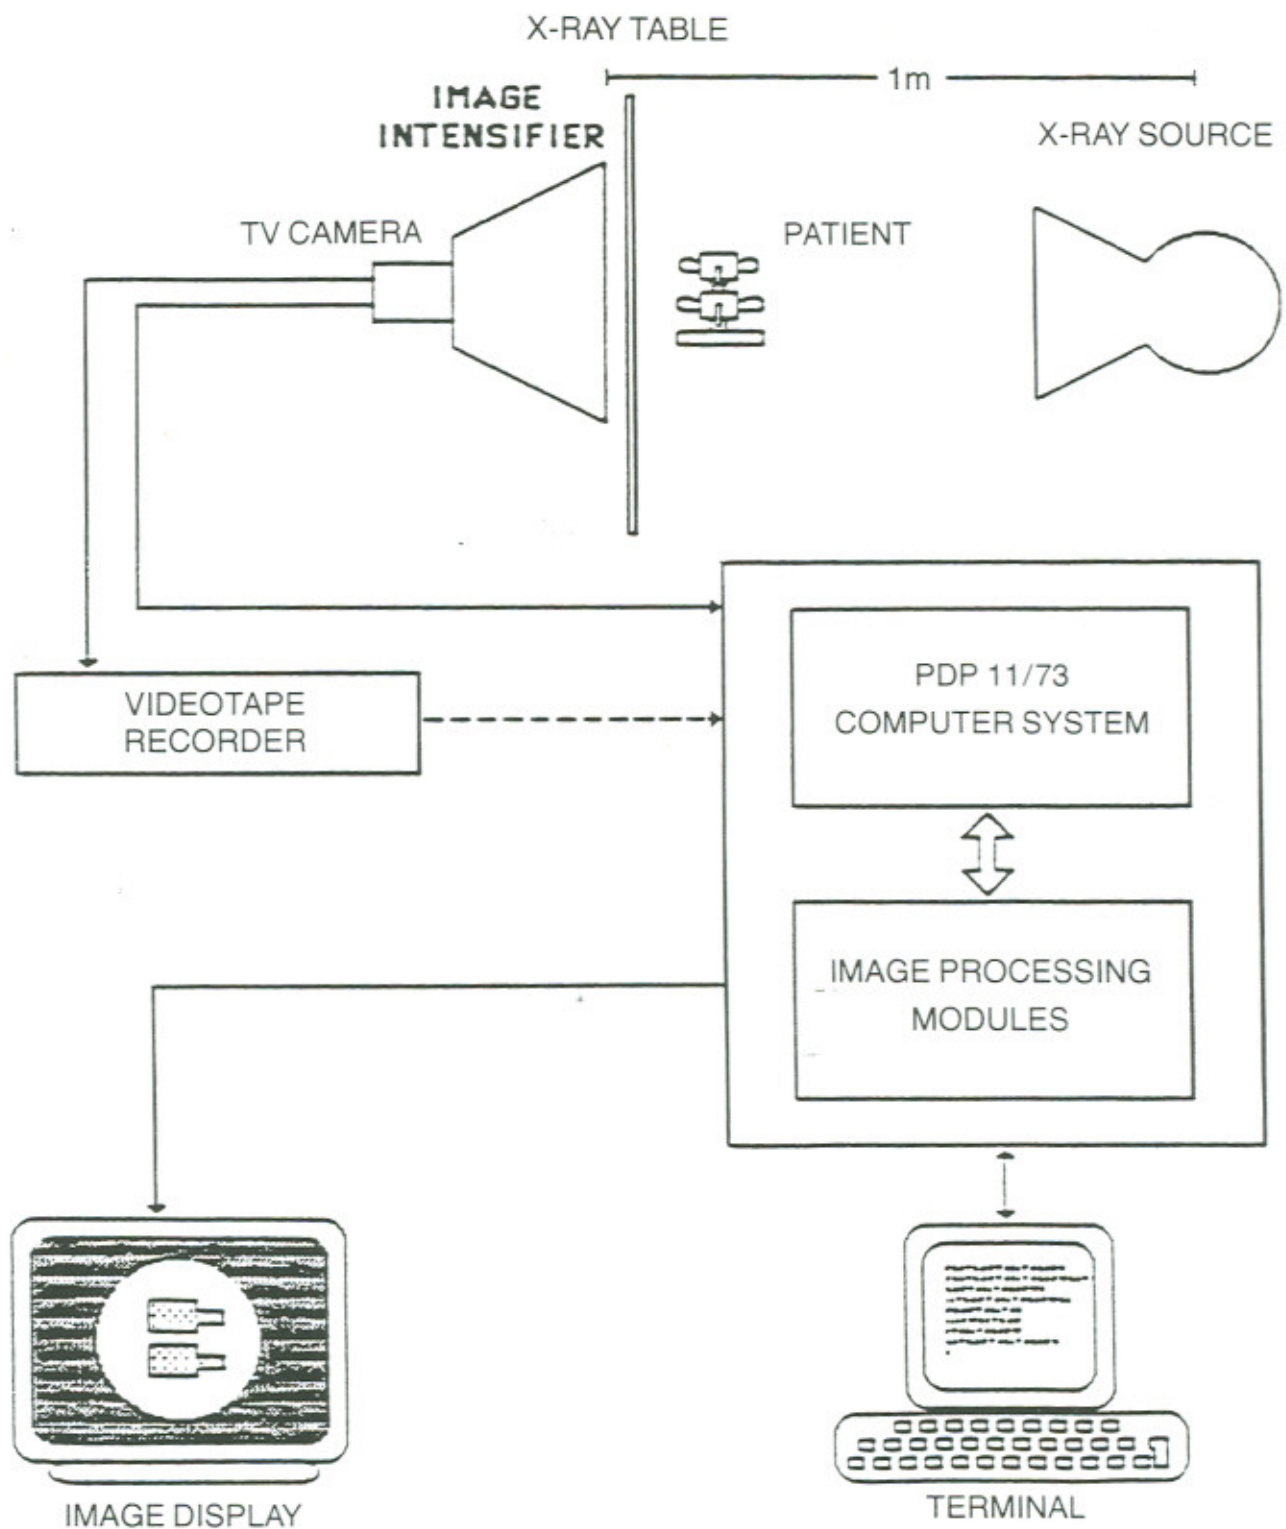 X-RAY TABLE
1m
IMAGE
INTENSIFIER
X-RAY SOURCE
TV CAMERA
PATIENT
PDP 11/73
COMPUTER SYSTEM
VIDEOTAPE
RECORDER
IMAGE PROCESSING
MODULES
IMAGE DISPLAY
TERMINAL